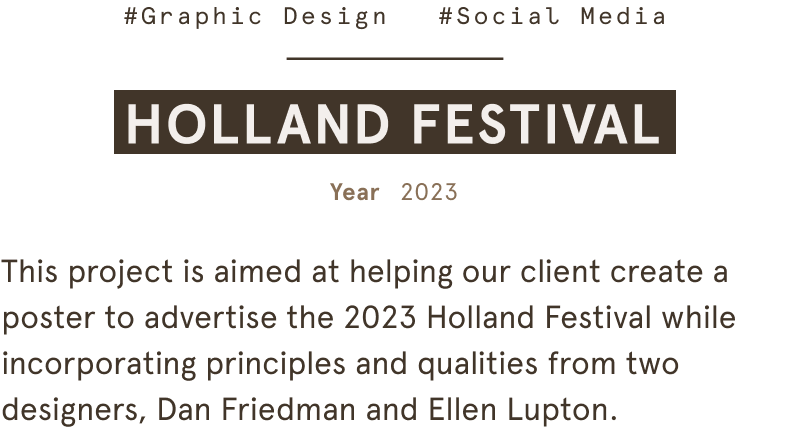 #Graphic Design #Social Media
HOLLAND FESTIVAL
Year 2023
This project is aimed at helping our client create a
poster to advertise the 2023 Holland Festival while
incorporating principles and qualities from two
designers, Dan Friedman and Ellen Lupton.